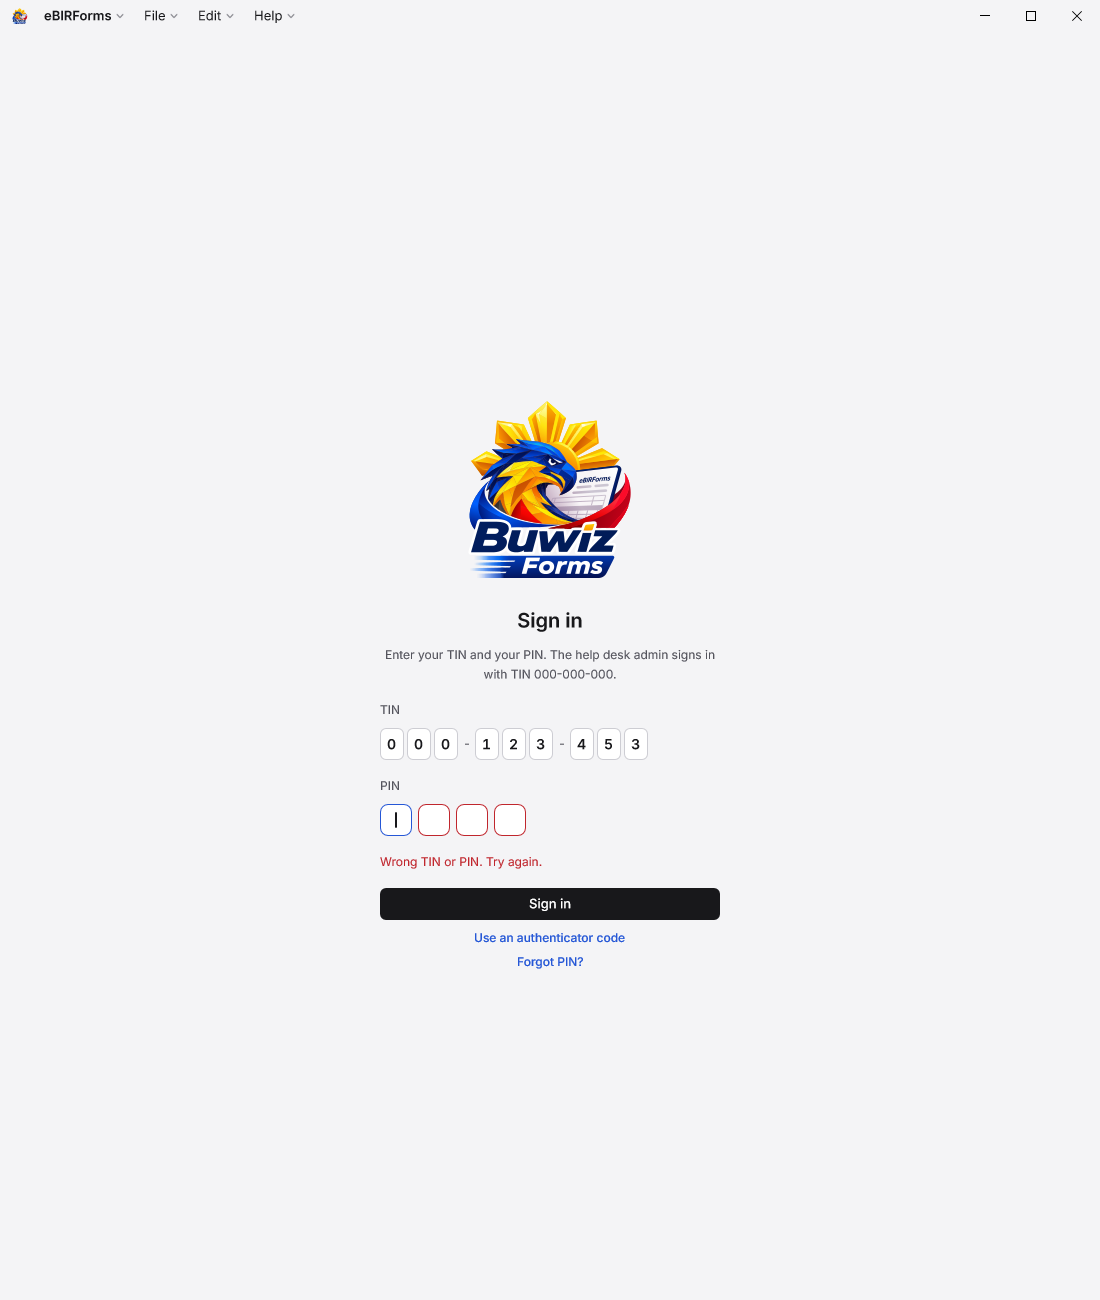 eBIRForms File Edit Help
eBIRForms
Buwiz
Forms
Sign in
Enter your TIN and your PIN. The help desk admin signs in
with TIN 000-000-000.
TIN
0 0 0 - 1 2 3 - 4 5 3
PIN
Wrong TIN or PIN. Try again.
Sign in
Use an authenticator code
Forgot PIN?